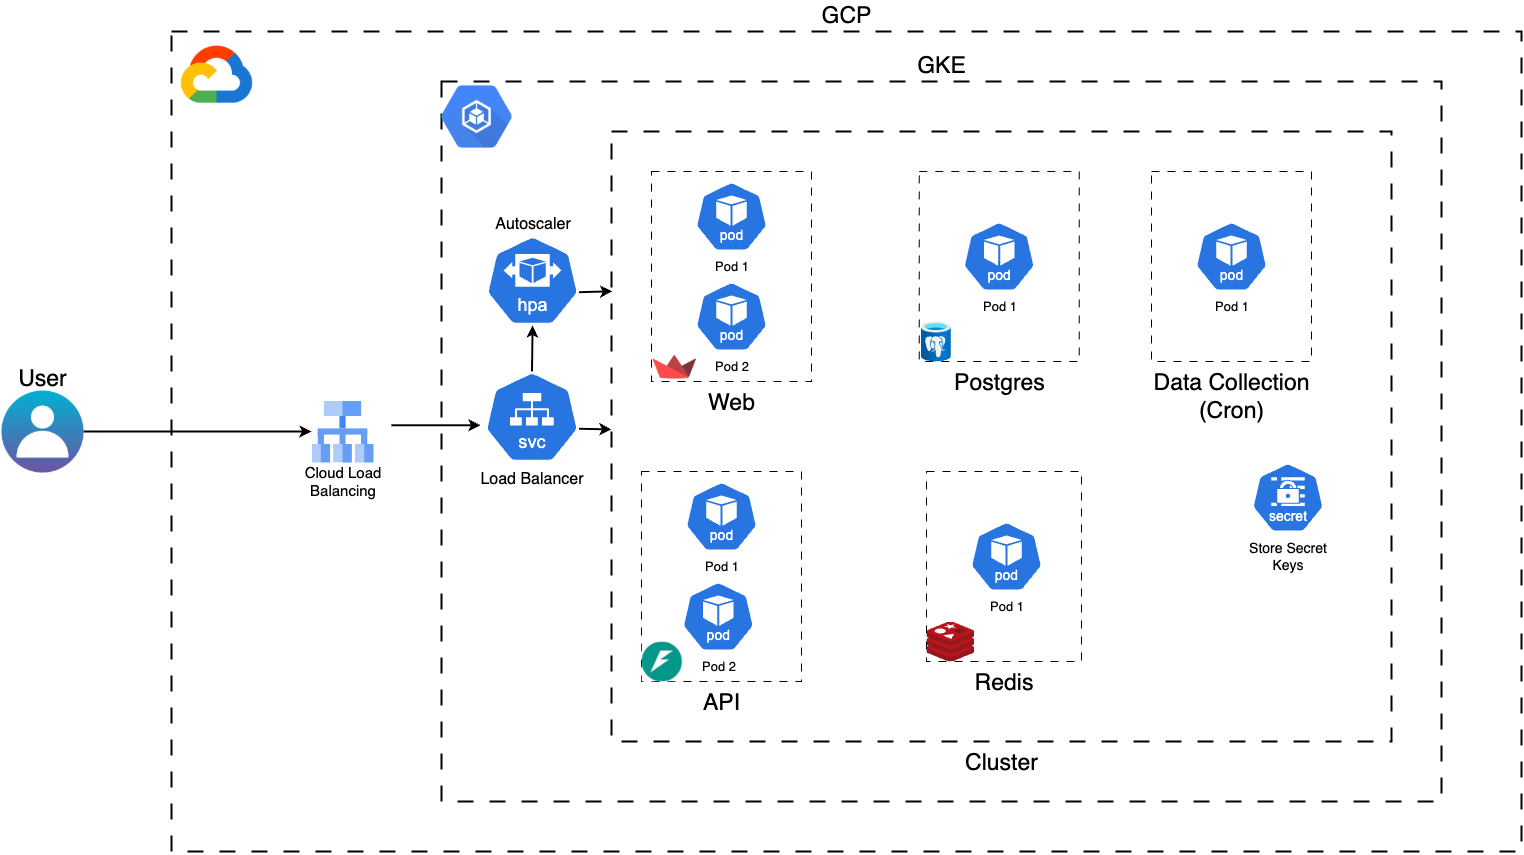 GCP
GKE
Autoscaler
hpa
User
Cloud Load
Balancing
svc
Load Balancer
pod
Pod 1
pod
Pod 2
Web
pod
Pod 1
Postgres
pod
Pod 1
Data Collection
(Cron)
pod
Pod 1
pod
Pod 2
API
pod
Pod 1
Redis
secret
Store Secret
Keys
Cluster